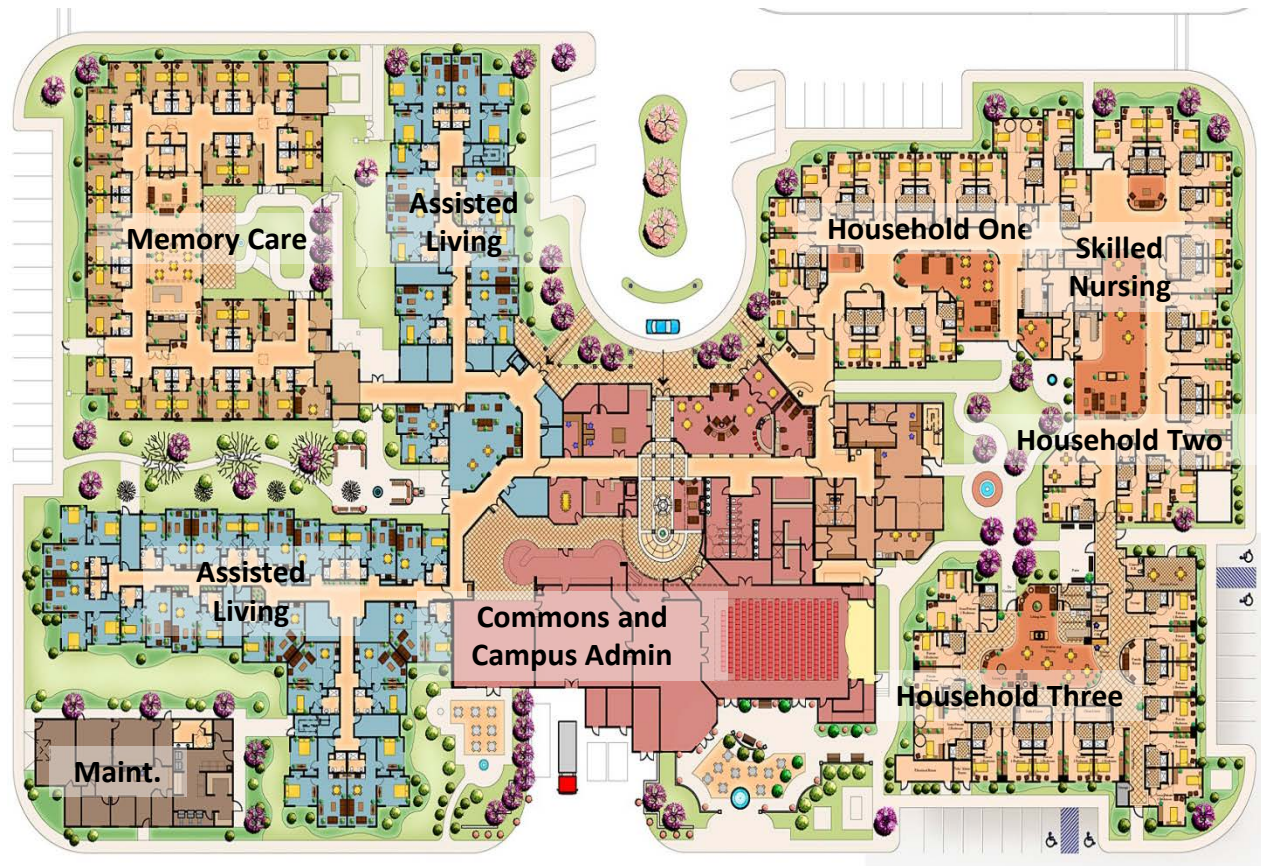 Memory Care
Assisted
Living
Household One
Skilled
Nursing
Household Two
Assisted
Living
Commons and
Campus Admin
Household Three
Maint.